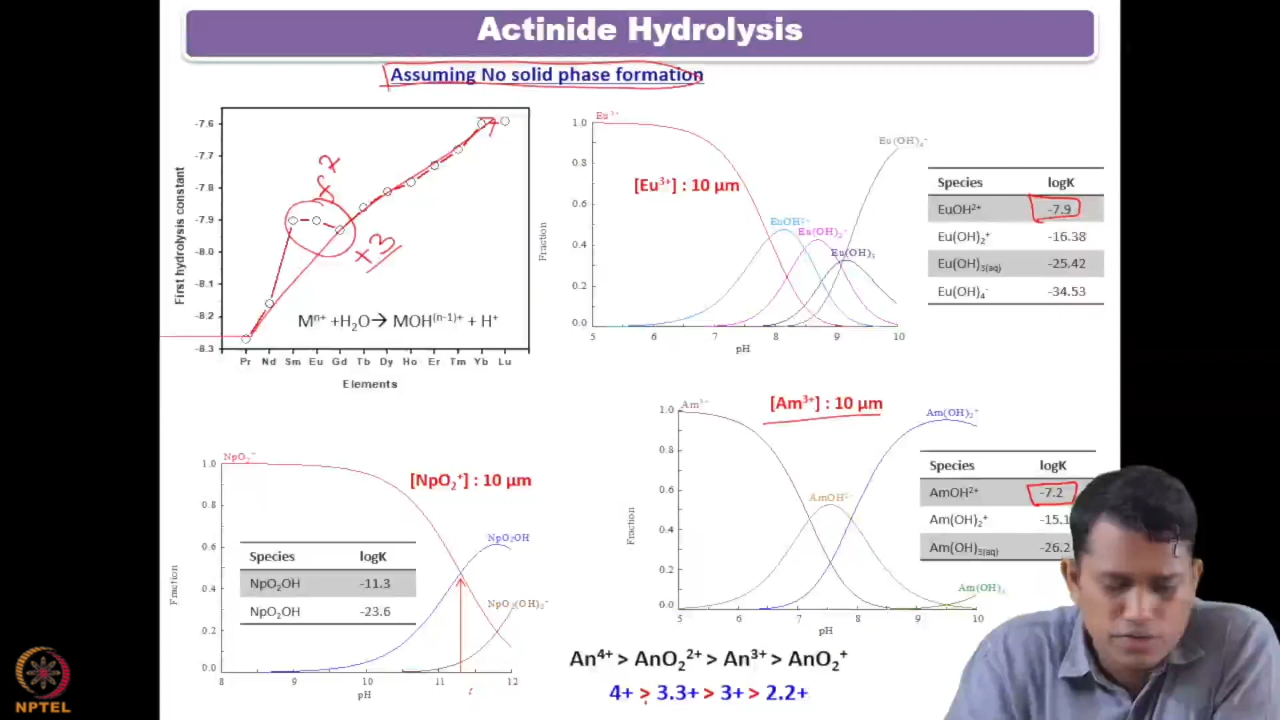 Actinide Hydrolysis
Assuming No solid phase formation
First hydrolysis constant
-7.6
-7.7
-7.8
-7.9
-8.0
-8.1
-8.2
-8.3
+3
Mⁿ⁺ +H₂O→ MOH⁽ⁿ⁻¹⁾⁺ + H⁺
Pr Nd Sm Eu Gd Tb Dy Ho Er Tm Yb Lu
Elements
Eu³⁺
[Eu³⁺] : 10 μm
Fraction
1.0
0.8
0.6
0.4
0.2
0.0
EuOH²⁺
Eu(OH)₂⁺
Eu(OH)₃
Eu(OH)₄⁻
5 6 7 8 9 10
pH
Species logK
EuOH²⁺ -7.9
Eu(OH)₂⁺ -16.38
Eu(OH)₃₍aq₎ -25.42
Eu(OH)₄⁻ -34.53
NpO₂⁺
[NpO₂⁺] : 10 μm
Fraction
1.0
0.8
0.6
0.4
0.2
0.0
NpO₂OH
NpO₂(OH)₂⁻
8 9 10 11 12
pH
Species logK
NpO₂OH -11.3
NpO₂OH -23.6
Am³⁺
[Am³⁺] : 10 μm
Fraction
1.0
0.8
0.6
0.4
0.2
0.0
AmOH²⁺
Am(OH)₂⁺
Am(OH)₃
5 6 7 8 9 10
pH
Species logK
AmOH²⁺ -7.2
Am(OH)₂⁺ -15.1
Am(OH)₃₍aq₎ -26.2
An⁴⁺ > AnO₂²⁺ > An³⁺ > AnO₂⁺
4+ > 3.3+ > 3+ > 2.2+
NPTEL